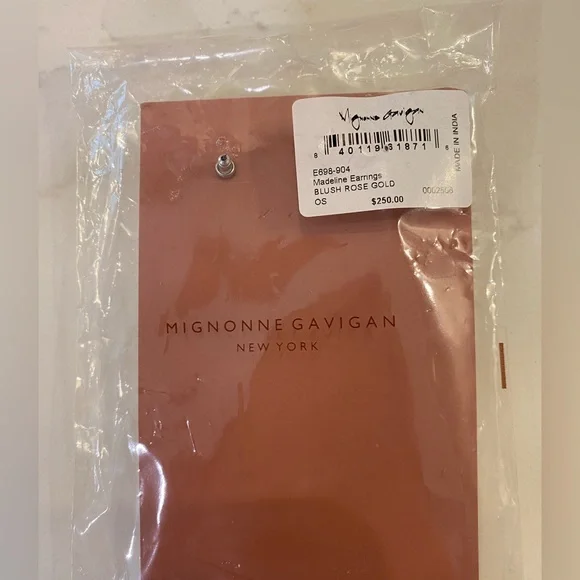 Mignonne Gavigan
8 40119 31871 8
MADE IN INDIA
E698-904
Madeline Earrings
BLUSH ROSE GOLD
OS $250.00
MIGNONNE GAVIGAN
NEW YORK